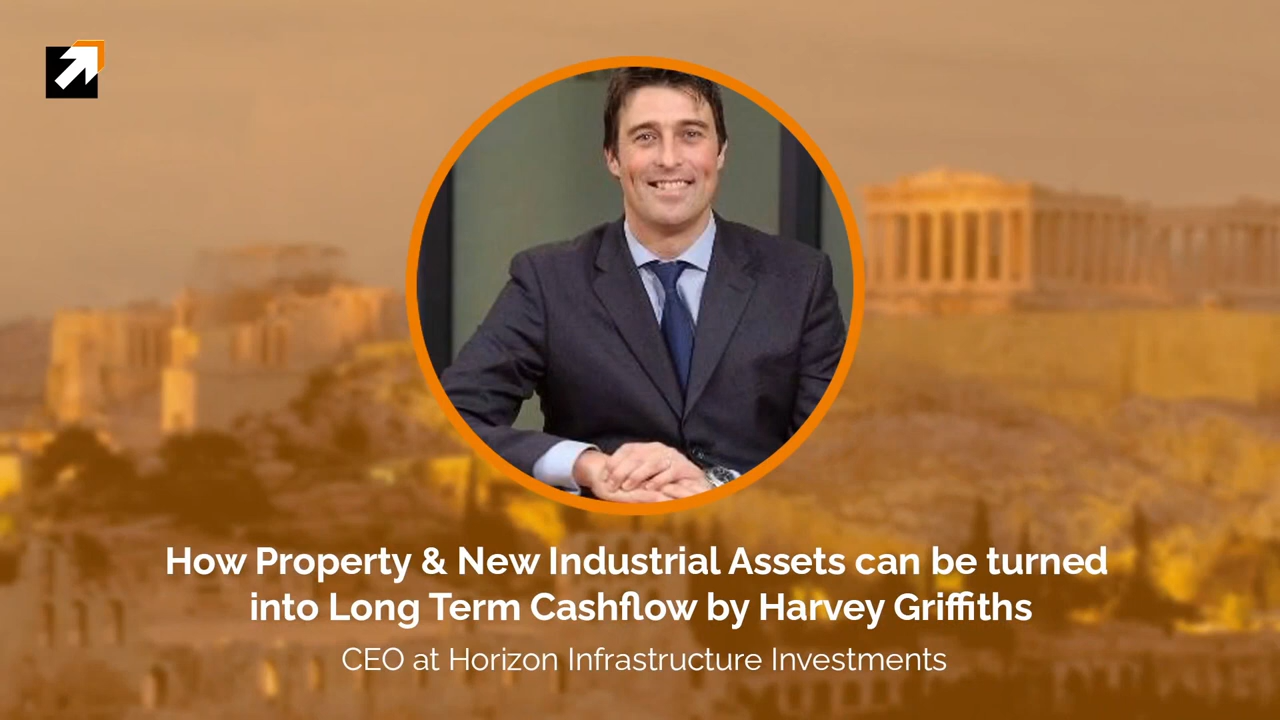 How Property & New Industrial Assets can be turned
into Long Term Cashflow by Harvey Griffiths
CEO at Horizon Infrastructure Investments